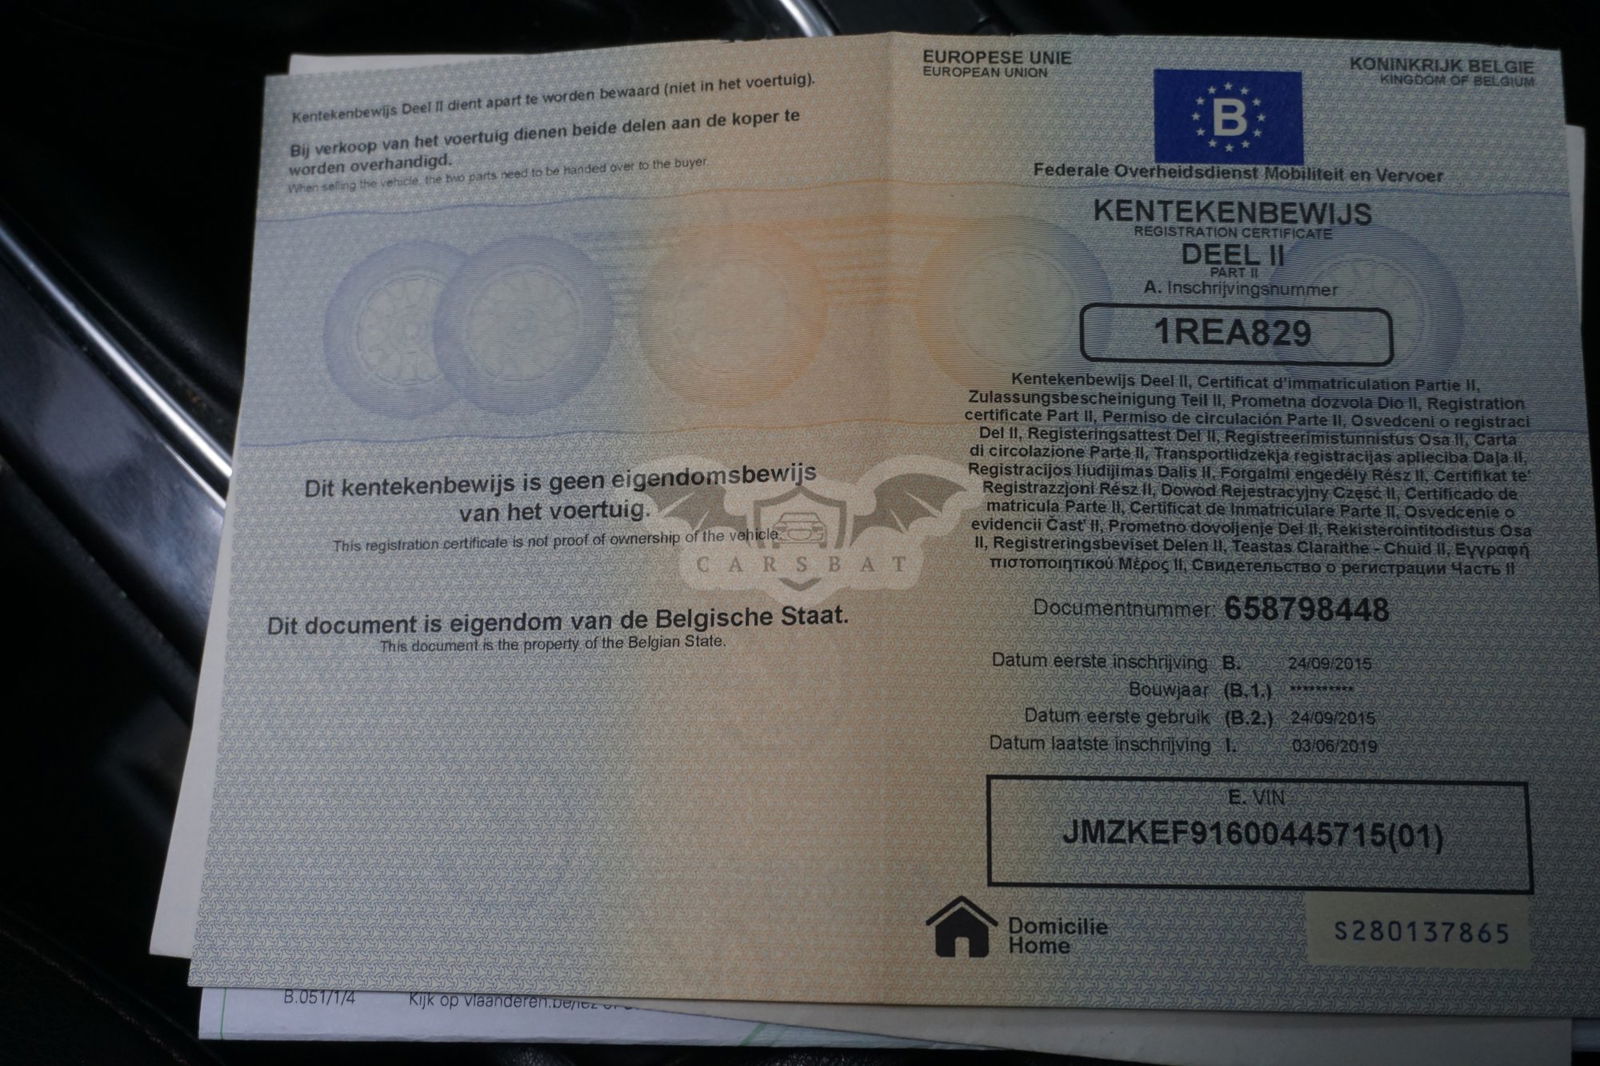 Kentekenbewijs Deel II dient apart te worden bewaard (niet in het voertuig).
Bij verkoop van het voertuig dienen beide delen aan de koper te
worden overhandigd.
When selling the vehicle, the two parts need to be handed over to the buyer.
Dit kentekenbewijs is geen eigendomsbewijs
van het voertuig.
This registration certificate is not proof of ownership of the vehicle.
CARSBAT
Dit document is eigendom van de Belgische Staat.
This document is the property of the Belgian State.
EUROPESE UNIE
EUROPEAN UNION
KONINKRIJK BELGIE
KINGDOM OF BELGIUM
B
Federale Overheidsdienst Mobiliteit en Vervoer
KENTEKENBEWIJS
REGISTRATION CERTIFICATE
DEEL II
PART II
A. Inschrijvingsnummer
1REA829
Kentekenbewijs Deel II, Certificat d'immatriculation Partie II,
Zulassungsbescheinigung Teil II, Prometna dozvola Dio II, Registration
certificate Part II, Permiso de circulación Parte II, Osvedceni o registraci
Del II, Registeringsattest Del II, Registreerimistunnistus Osa II, Carta
di circolazione Parte II, Transportlidzekja registracijas aplieciba Daļa II,
Registracijos liudijimas Dalis II, Forgalmi engedély Rész II, Certifikat te'
Registrazzjoni Rész II, Dowod Rejestracyjny Część II, Certificado de
matricula Parte II, Certificat de Inmatriculare Parte II, Osvedcenie o
evidencii Časť II, Prometno dovoljenje Del II, Rekisterointitodistus Osa
II, Registreringsbeviset Delen II, Teastas Claraithe - Chuid II, Εγγραφή
πιστοποιητικού Μέρος II, Свидетельство о регистрации Часть II
Documentnummer: 658798448
Datum eerste inschrijving B. 24/09/2015
Bouwjaar (B.1.) **********
Datum eerste gebruik (B.2.) 24/09/2015
Datum laatste inschrijving I. 03/06/2019
E. VIN
JMZKEF91600445715(01)
Domicilie
Home
S280137865
B.051/1/4 Kijk op vlaanderen.be/lez